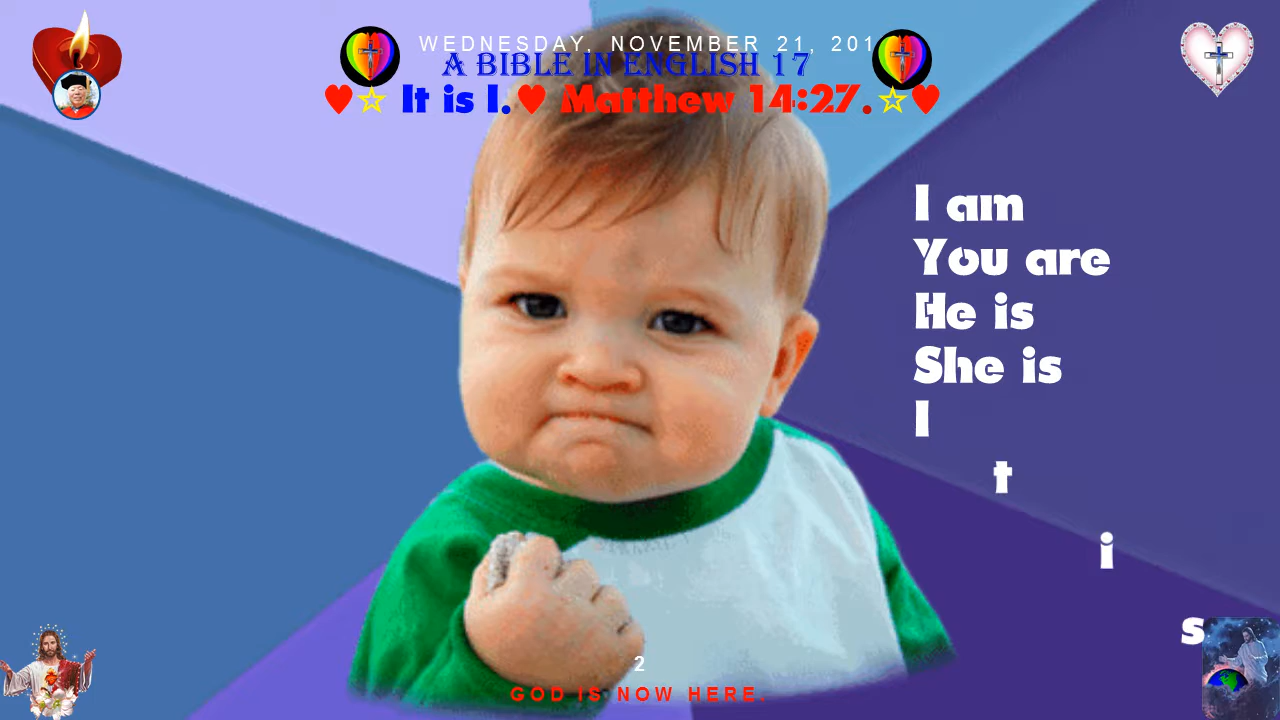 WEDNESDAY, NOVEMBER 21, 201
A BIBLE IN ENGLISH 17
♥☆ It is I.♥ Matthew 14:27.☆♥
I am
You are
He is
She is
I
t
i
s
2
GOD IS NOW HERE.